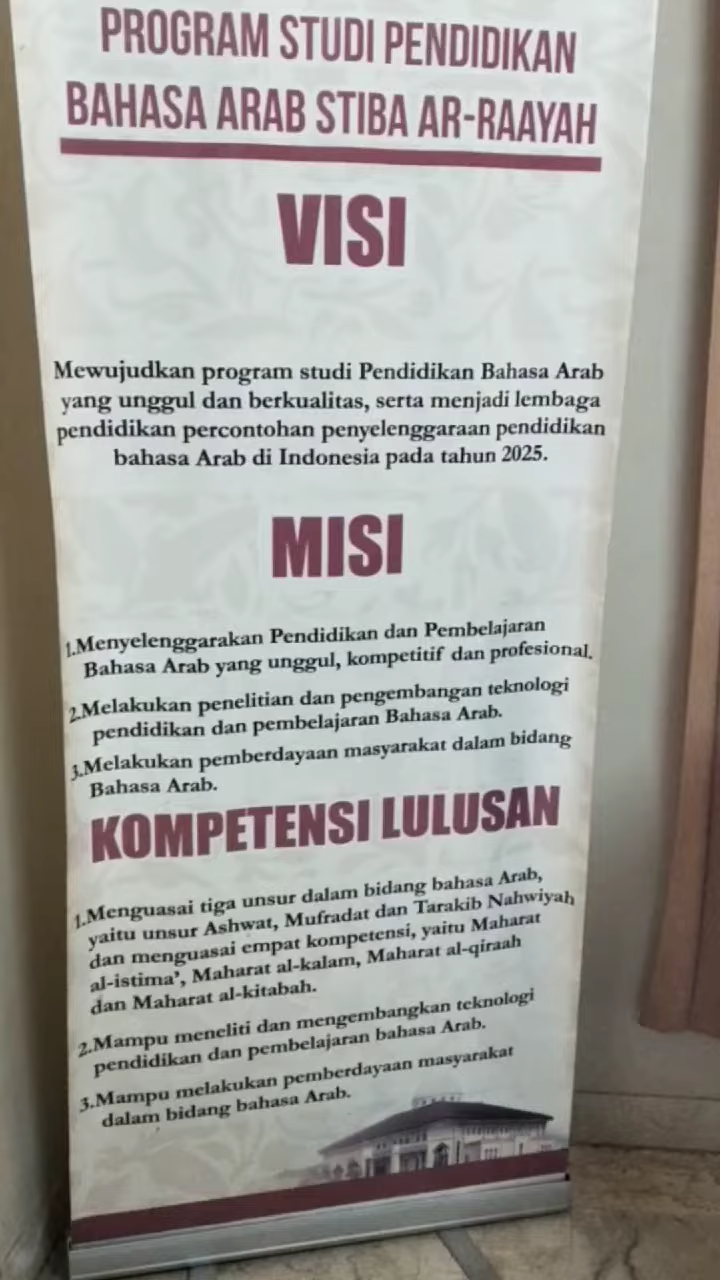 PROGRAM STUDI PENDIDIKAN
BAHASA ARAB STIBA AR-RAAYAH
VISI
Mewujudkan program studi Pendidikan Bahasa Arab
yang unggul dan berkualitas, serta menjadi lembaga
pendidikan percontohan penyelenggaraan pendidikan
bahasa Arab di Indonesia pada tahun 2025.
MISI
1.Menyelenggarakan Pendidikan dan Pembelajaran
Bahasa Arab yang unggul, kompetitif dan profesional.
2.Melakukan penelitian dan pengembangan teknologi
pendidikan dan pembelajaran Bahasa Arab.
3.Melakukan pemberdayaan masyarakat dalam bidang
Bahasa Arab.
KOMPETENSI LULUSAN
1.Menguasai tiga unsur dalam bidang bahasa Arab,
yaitu unsur Ashwat, Mufradat dan Tarakib Nahwiyah
dan menguasai empat kompetensi, yaitu Maharat
al-istima', Maharat al-kalam, Maharat al-qiraah
dan Maharat al-kitabah.
2.Mampu meneliti dan mengembangkan teknologi
pendidikan dan pembelajaran bahasa Arab.
3.Mampu melakukan pemberdayaan masyarakat
dalam bidang bahasa Arab.